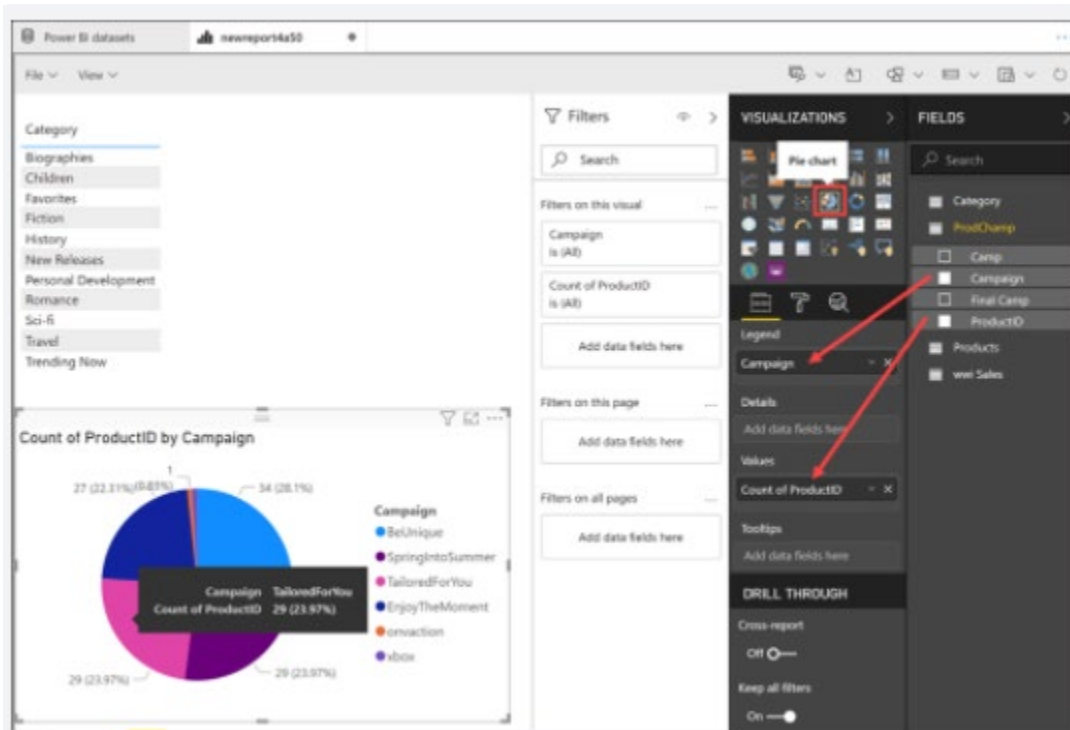 Power BI datasets
newreport4a50
File
View
Category
Biographies
Children
Favorites
Fiction
History
New Releases
Personal Development
Romance
Sci-fi
Travel
Trending Now
Count of ProductID by Campaign
1
27 (22.31%)
(0.83%)
34 (28.1%)
29 (23.97%)
29 (23.97%)
Campaign TailoredForYou
Count of ProductID 29 (23.97%)
Campaign
BeUnique
SpringIntoSummer
TailoredForYou
EnjoyTheMoment
onvaction
xbox
Filters
Search
Filters on this visual
Campaign
is (All)
Count of ProductID
is (All)
Add data fields here
Filters on this page
Add data fields here
Filters on all pages
Add data fields here
VISUALIZATIONS
Pie chart
Legend
Campaign
Details
Add data fields here
Values
Count of ProductID
Tooltips
Add data fields here
DRILL THROUGH
Cross-report
Off
Keep all filters
On
FIELDS
Search
Category
ProdChamp
Camp
Campaign
Final Camp
ProductID
Products
wwi Sales